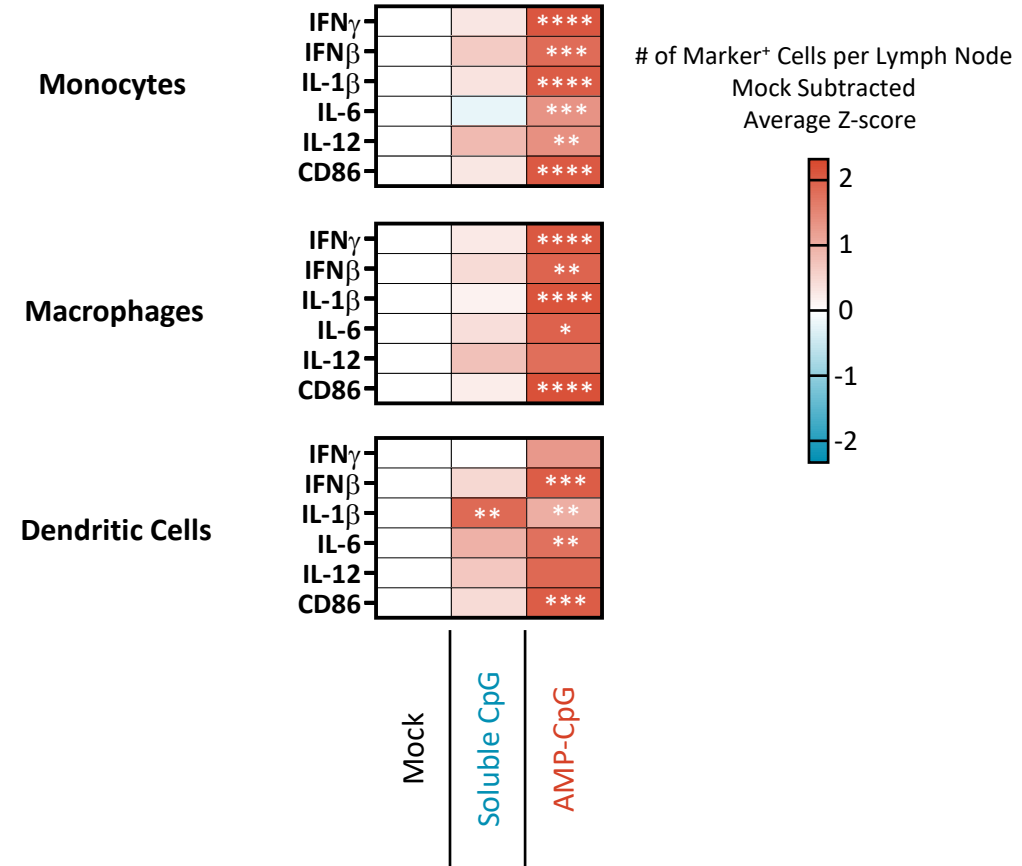 Monocytes
IFNγ ****
IFNβ ***
IL-1β ****
IL-6 ***
IL-12 **
CD86 ****
# of Marker⁺ Cells per Lymph Node
Mock Subtracted
Average Z-score
2
1
0
-1
-2
Macrophages
IFNγ ****
IFNβ **
IL-1β ****
IL-6 *
IL-12
CD86 ****
Dendritic Cells
IFNγ
IFNβ ***
IL-1β ** **
IL-6 **
IL-12
CD86 ***
Mock
Soluble CpG
AMP-CpG